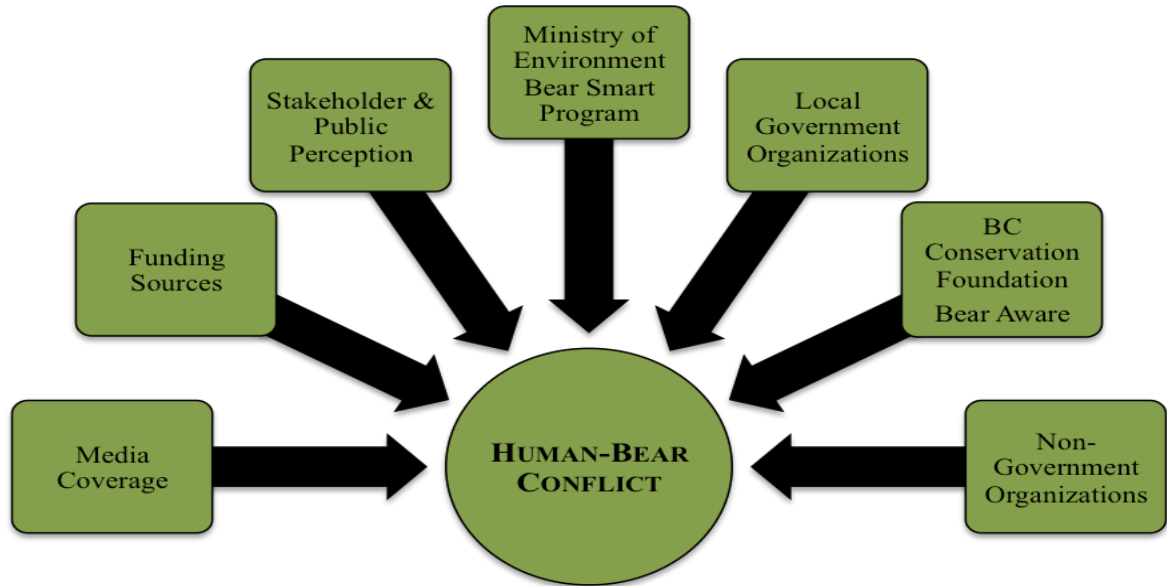 Ministry of
Environment
Bear Smart
Program
Stakeholder &
Public
Perception
Local
Government
Organizations
Funding
Sources
BC
Conservation
Foundation
Bear Aware
Media
Coverage
HUMAN-BEAR
CONFLICT
Non-
Government
Organizations